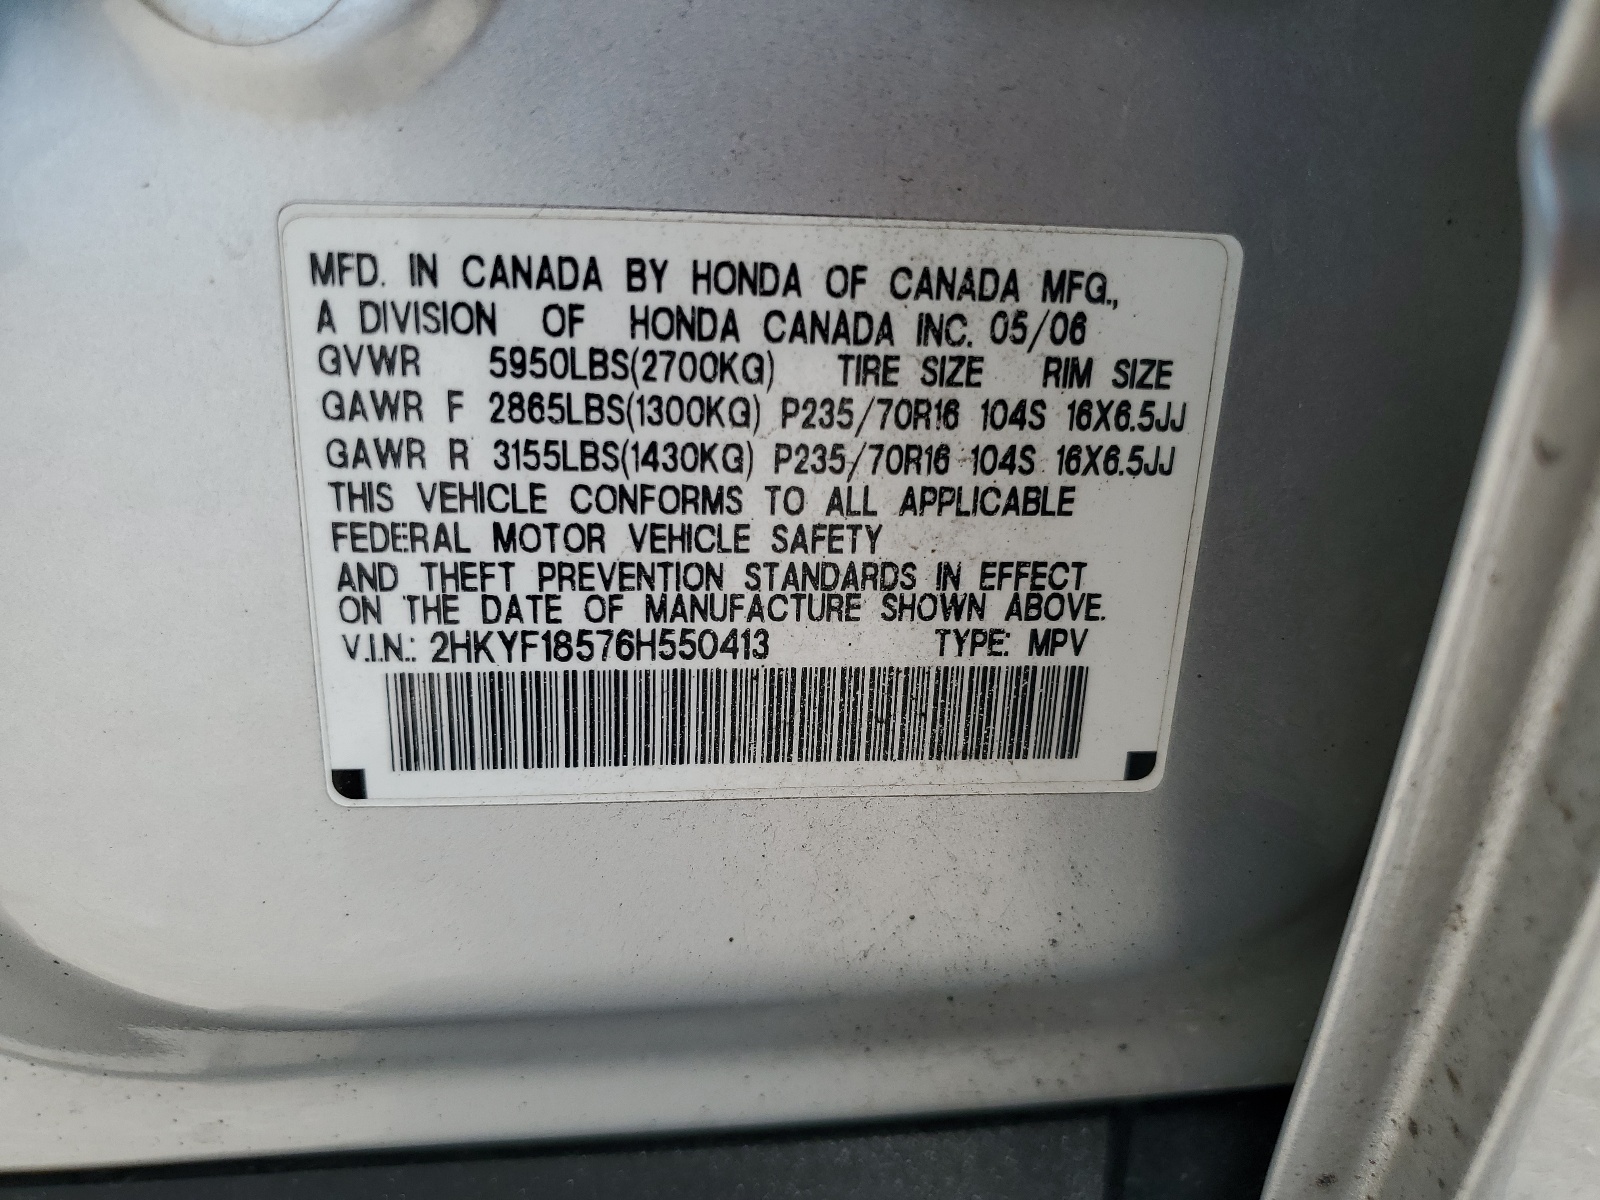 MFD. IN CANADA BY HONDA OF CANADA MFG.,
A DIVISION OF HONDA CANADA INC. 05/06
GVWR 5950LBS(2700KG) TIRE SIZE RIM SIZE
GAWR F 2865LBS(1300KG) P235/70R16 104S 16X6.5JJ
GAWR R 3155LBS(1430KG) P235/70R16 104S 16X6.5JJ
THIS VEHICLE CONFORMS TO ALL APPLICABLE
FEDERAL MOTOR VEHICLE SAFETY
AND THEFT PREVENTION STANDARDS IN EFFECT
ON THE DATE OF MANUFACTURE SHOWN ABOVE.
V.I.N.: 2HKYF18576H550413 TYPE: MPV